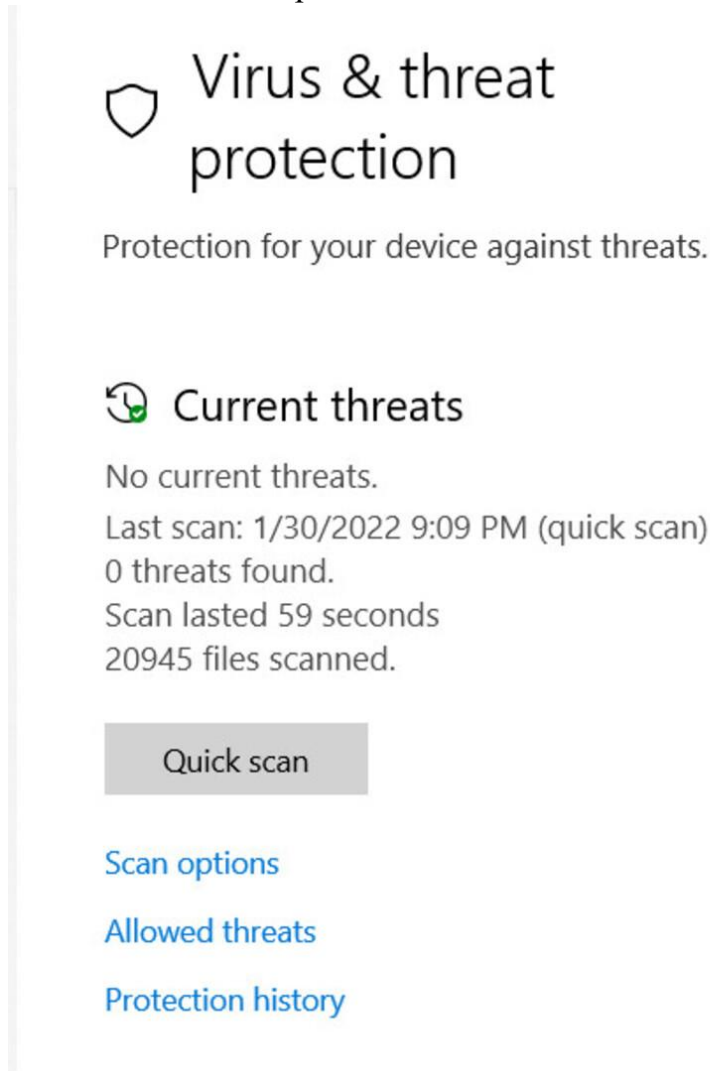 Virus & threat
protection
Protection for your device against threats.
Current threats
No current threats.
Last scan: 1/30/2022 9:09 PM (quick scan)
0 threats found.
Scan lasted 59 seconds
20945 files scanned.
Quick scan
Scan options
Allowed threats
Protection history